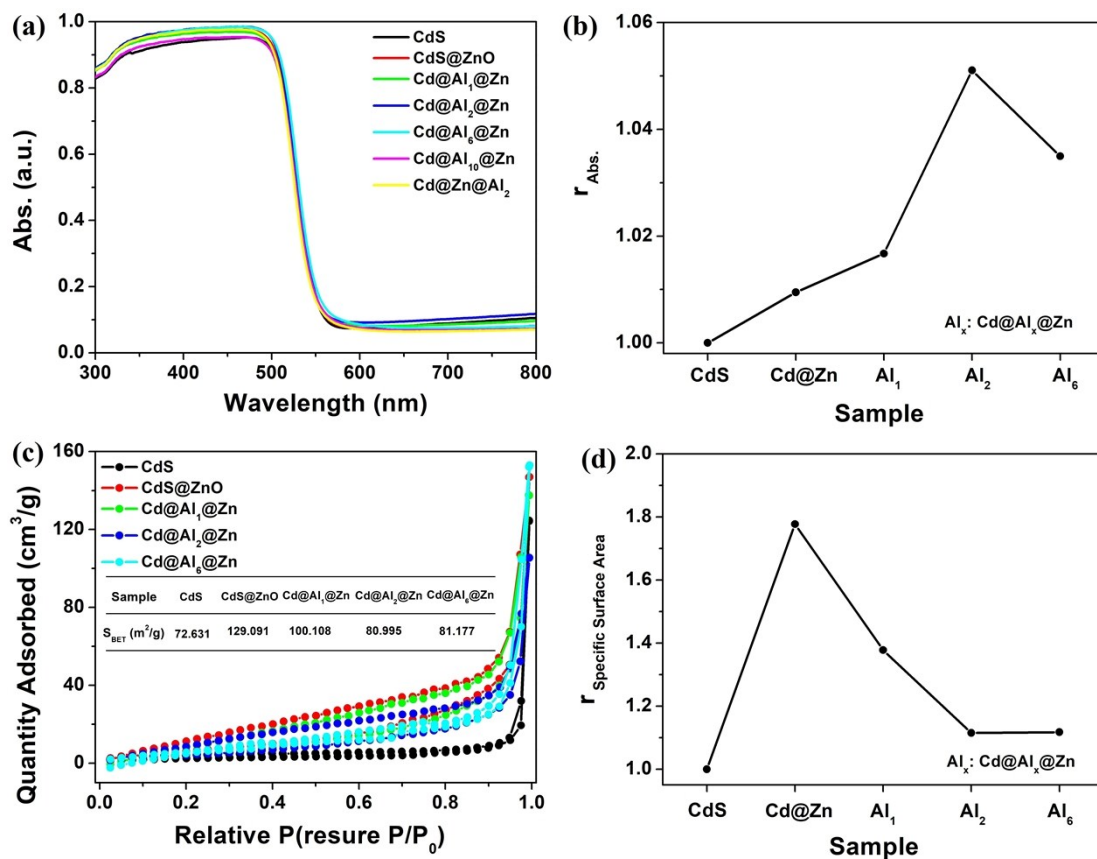 (a)
1.0
0.8
0.6
0.4
0.2
0.0
Abs. (a.u.)
300 400 500 600 700 800
Wavelength (nm)
CdS
CdS@ZnO
Cd@Al₁@Zn
Cd@Al₂@Zn
Cd@Al₆@Zn
Cd@Al₁₀@Zn
Cd@Zn@Al₂
(b)
1.06
1.04
1.02
1.00
r Abs.
Alₓ: Cd@Alₓ@Zn
CdS Cd@Zn Al₁ Al₂ Al₆
Sample
(c)
160
120
80
40
0
Quantity Adsorbed (cm³/g)
CdS
CdS@ZnO
Cd@Al₁@Zn
Cd@Al₂@Zn
Cd@Al₆@Zn
Sample CdS CdS@ZnO Cd@Al₁@Zn Cd@Al₂@Zn Cd@Al₆@Zn
S_BET (m²/g) 72.631 129.091 100.108 80.995 81.177
0.0 0.2 0.4 0.6 0.8 1.0
Relative P(resure P/P₀)
(d)
2.0
1.8
1.6
1.4
1.2
1.0
r Specific Surface Area
Alₓ: Cd@Alₓ@Zn
CdS Cd@Zn Al₁ Al₂ Al₆
Sample